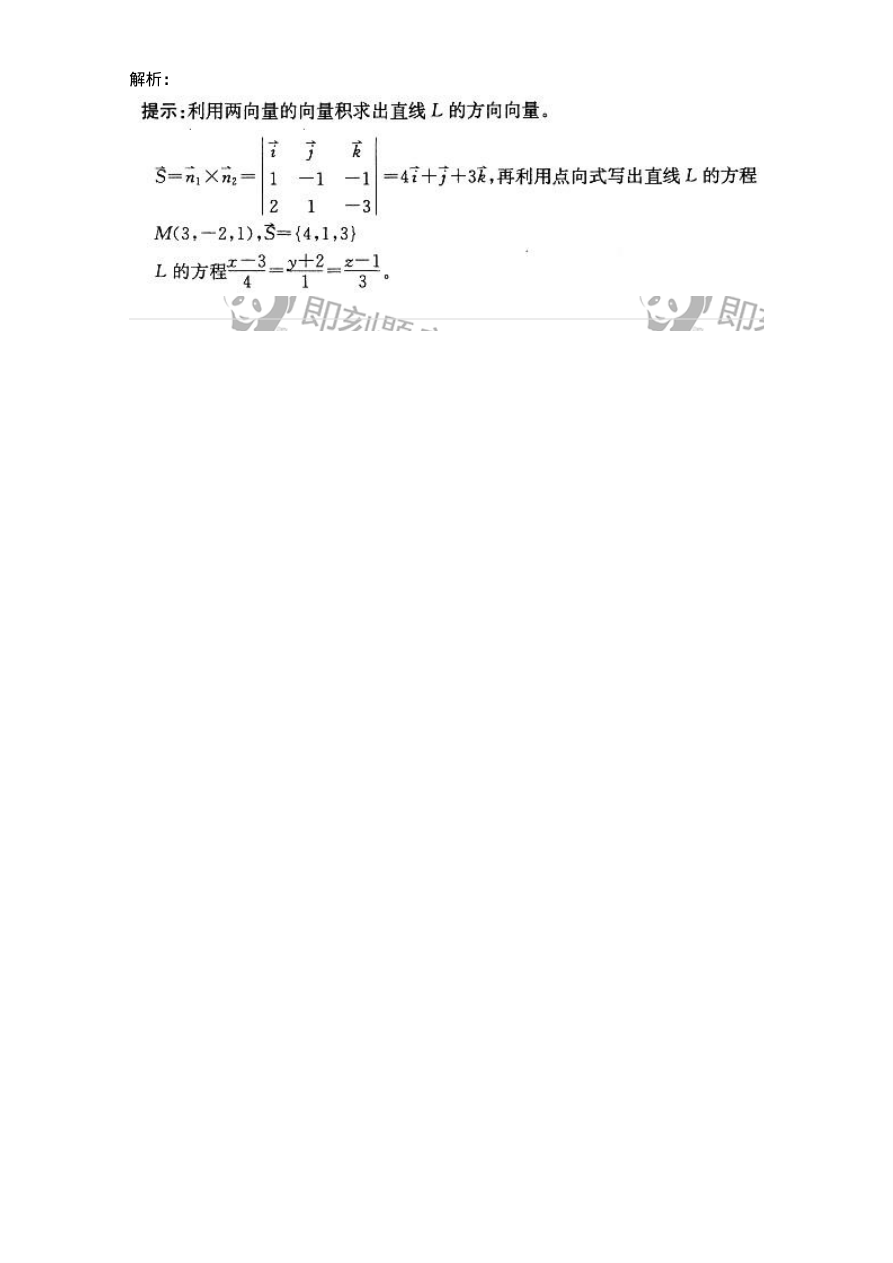 解析：
提示:利用两向量的向量积求出直线 L 的方向向量。
i⃗ j⃗ k⃗
S⃗=n⃗₁×n⃗₂= | 1 −1 −1 | =4i⃗+j⃗+3k⃗,再利用点向式写出直线 L 的方程
2 1 −3
M(3,−2,1),S⃗={4,1,3}
L 的方程 (x−3)/4=(y+2)/1=(z−1)/3。
即刻题